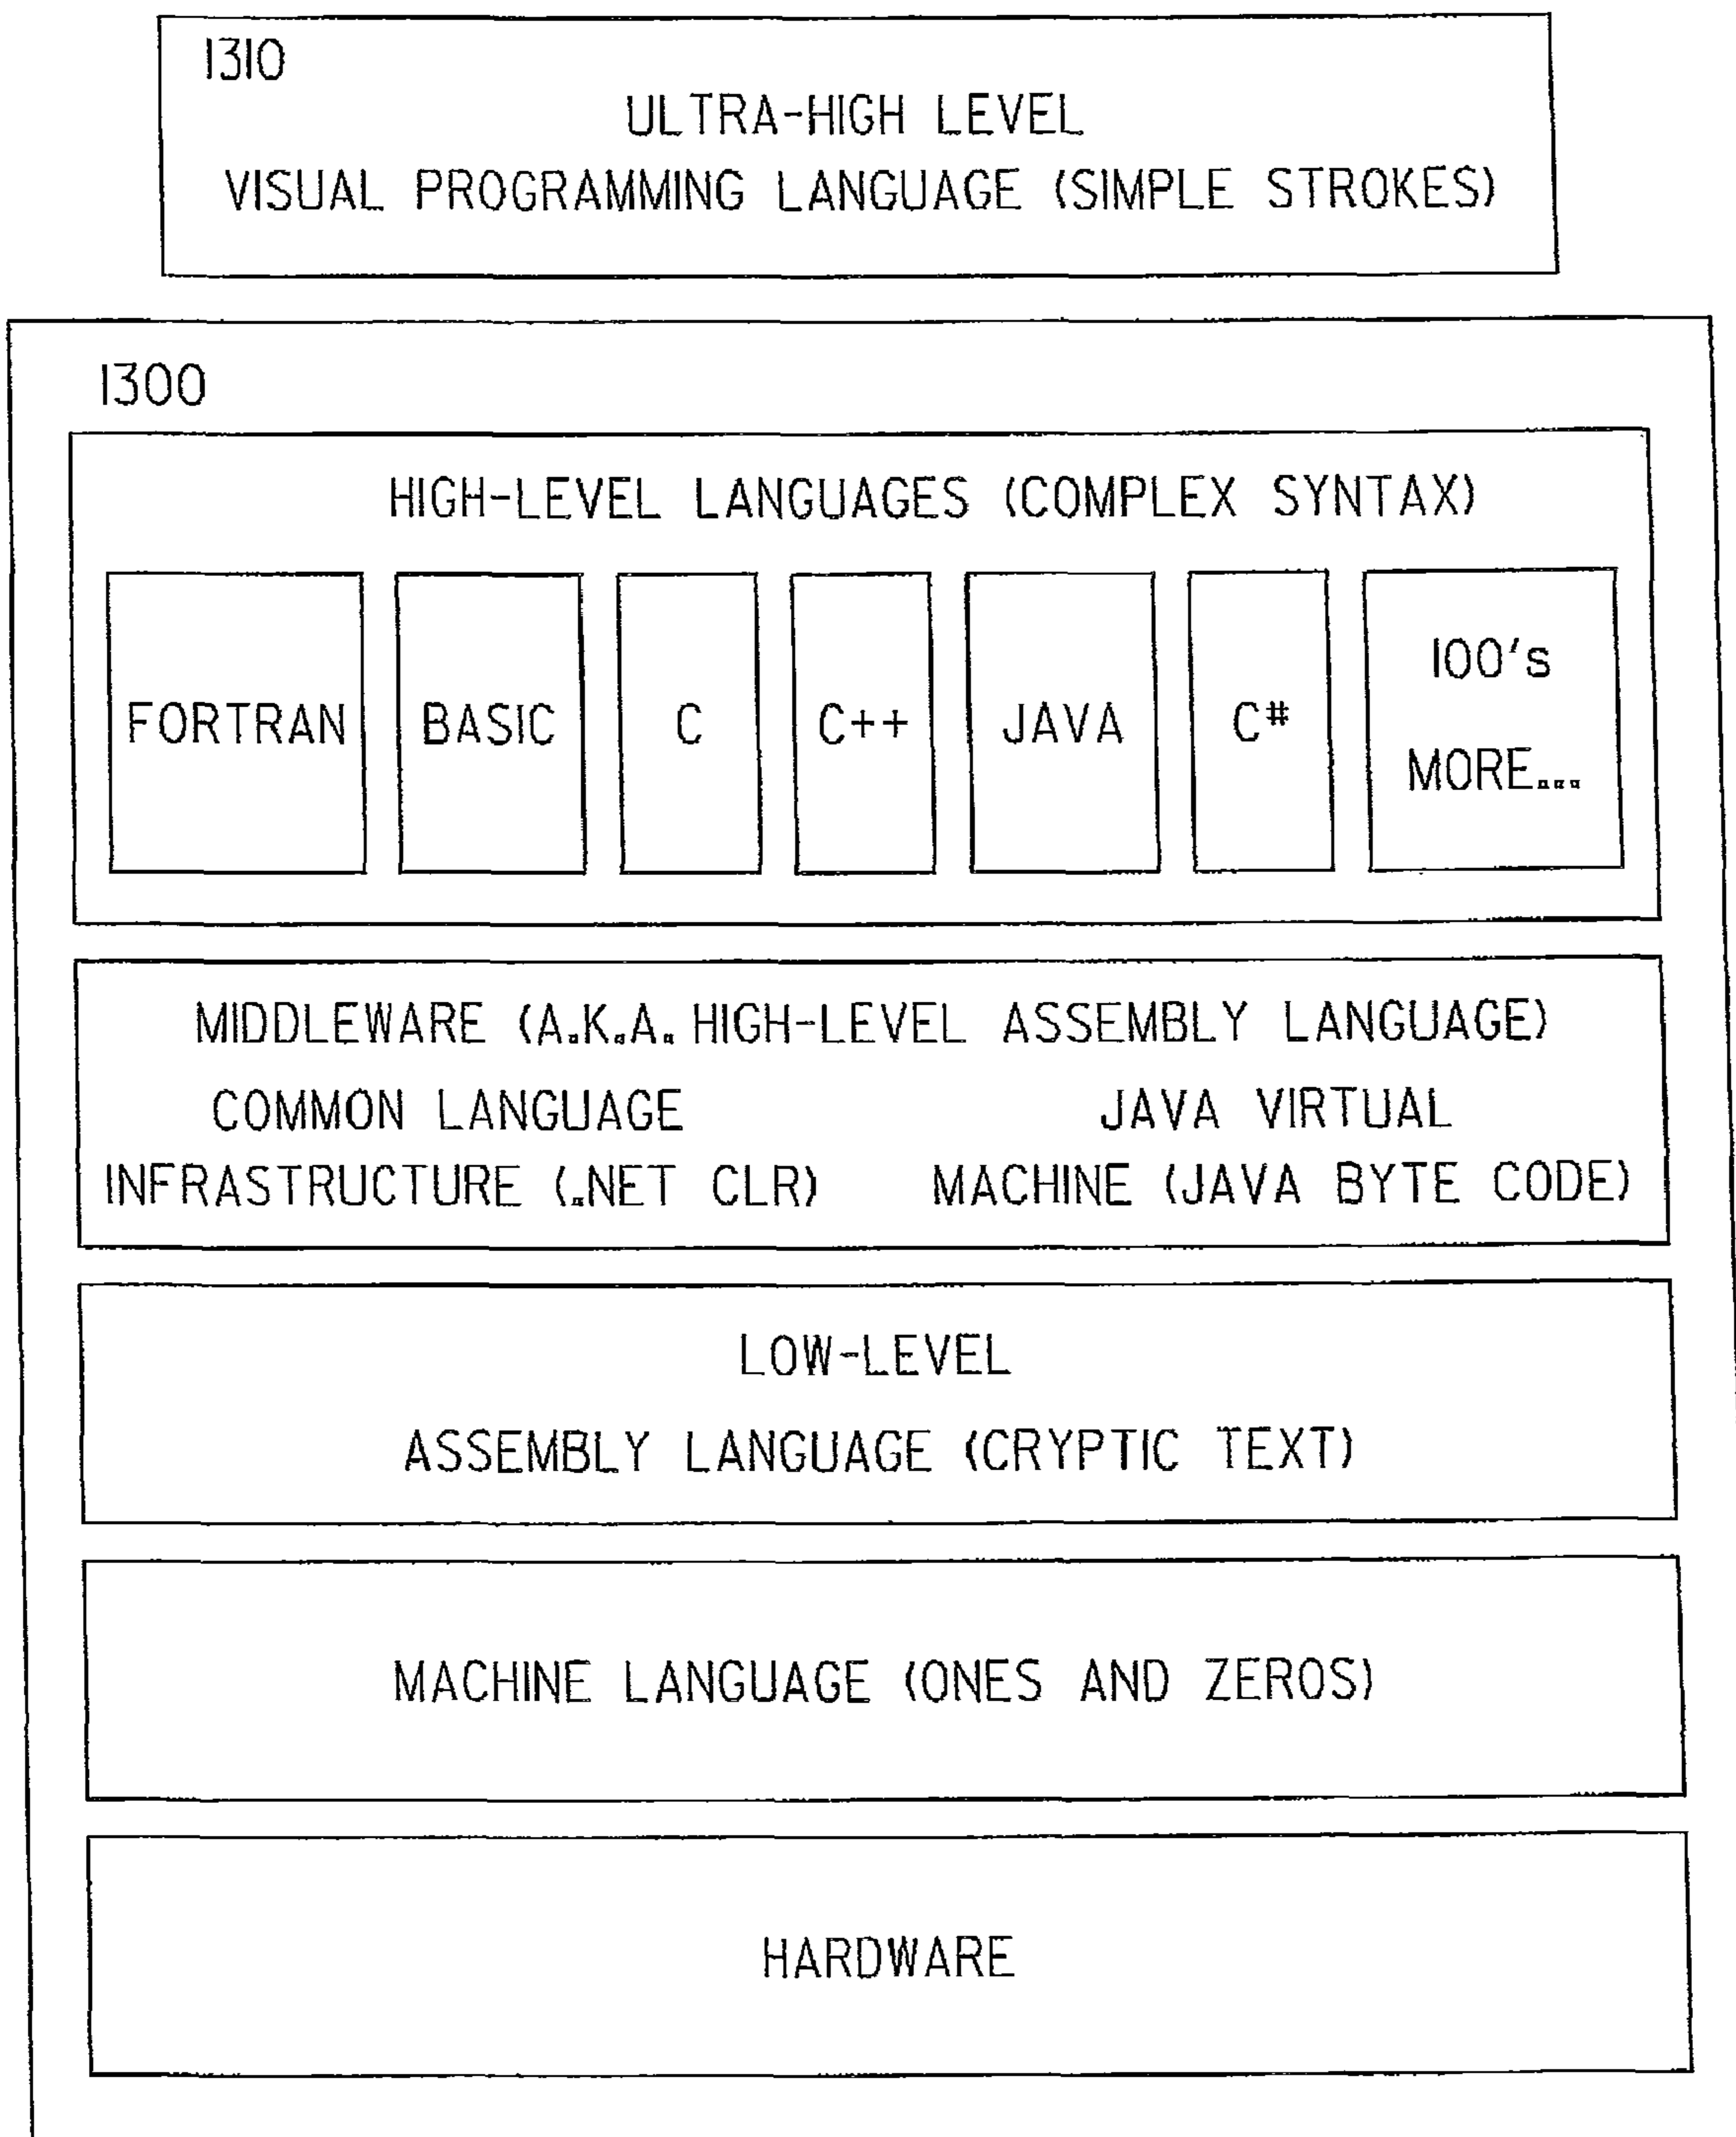 1310
ULTRA-HIGH LEVEL
VISUAL PROGRAMMING LANGUAGE (SIMPLE STROKES)
1300
HIGH-LEVEL LANGUAGES (COMPLEX SYNTAX)
FORTRAN
BASIC
C
C++
JAVA
C#
100's
MORE...
MIDDLEWARE (A.K.A. HIGH-LEVEL ASSEMBLY LANGUAGE)
COMMON LANGUAGE
INFRASTRUCTURE (.NET CLR)
JAVA VIRTUAL
MACHINE (JAVA BYTE CODE)
LOW-LEVEL
ASSEMBLY LANGUAGE (CRYPTIC TEXT)
MACHINE LANGUAGE (ONES AND ZEROS)
HARDWARE